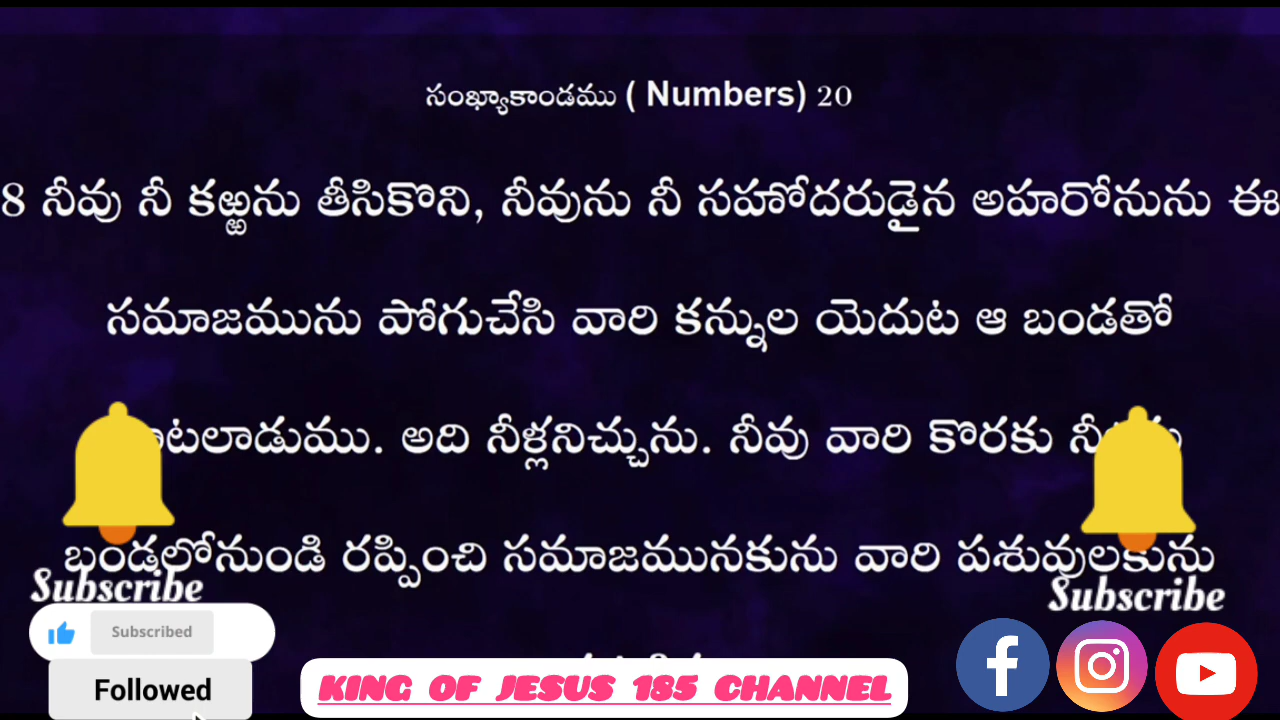 సంఖ్యాకాండము ( Numbers) 20
8 నీవు నీ కఱ్ఱను తీసికొని, నీవును నీ సహోదరుడైన అహరోనును ఈ
సమాజమును పోగుచేసి వారి కన్నుల యెదుట ఆ బండతో
అది నీళ్లనిచ్చును. నీవు వారి కొరకు
బండలోనుండి రప్పించి సమాజమునకును వారి పశువులకును
Subscribe
Subscribe
Subscribed
Followed
KING OF JESUS 185 CHANNEL